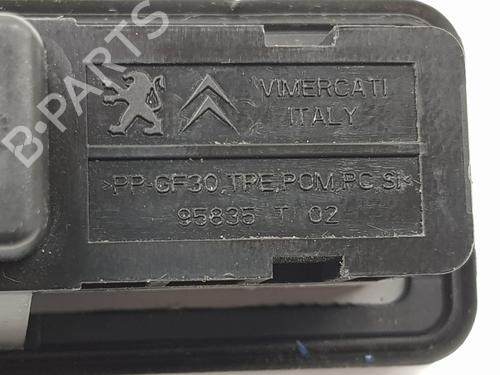 VIMERCATI
ITALY
>PP-GF30,TPE,POM,PC,SI<
95835 T 02
B-PARTS